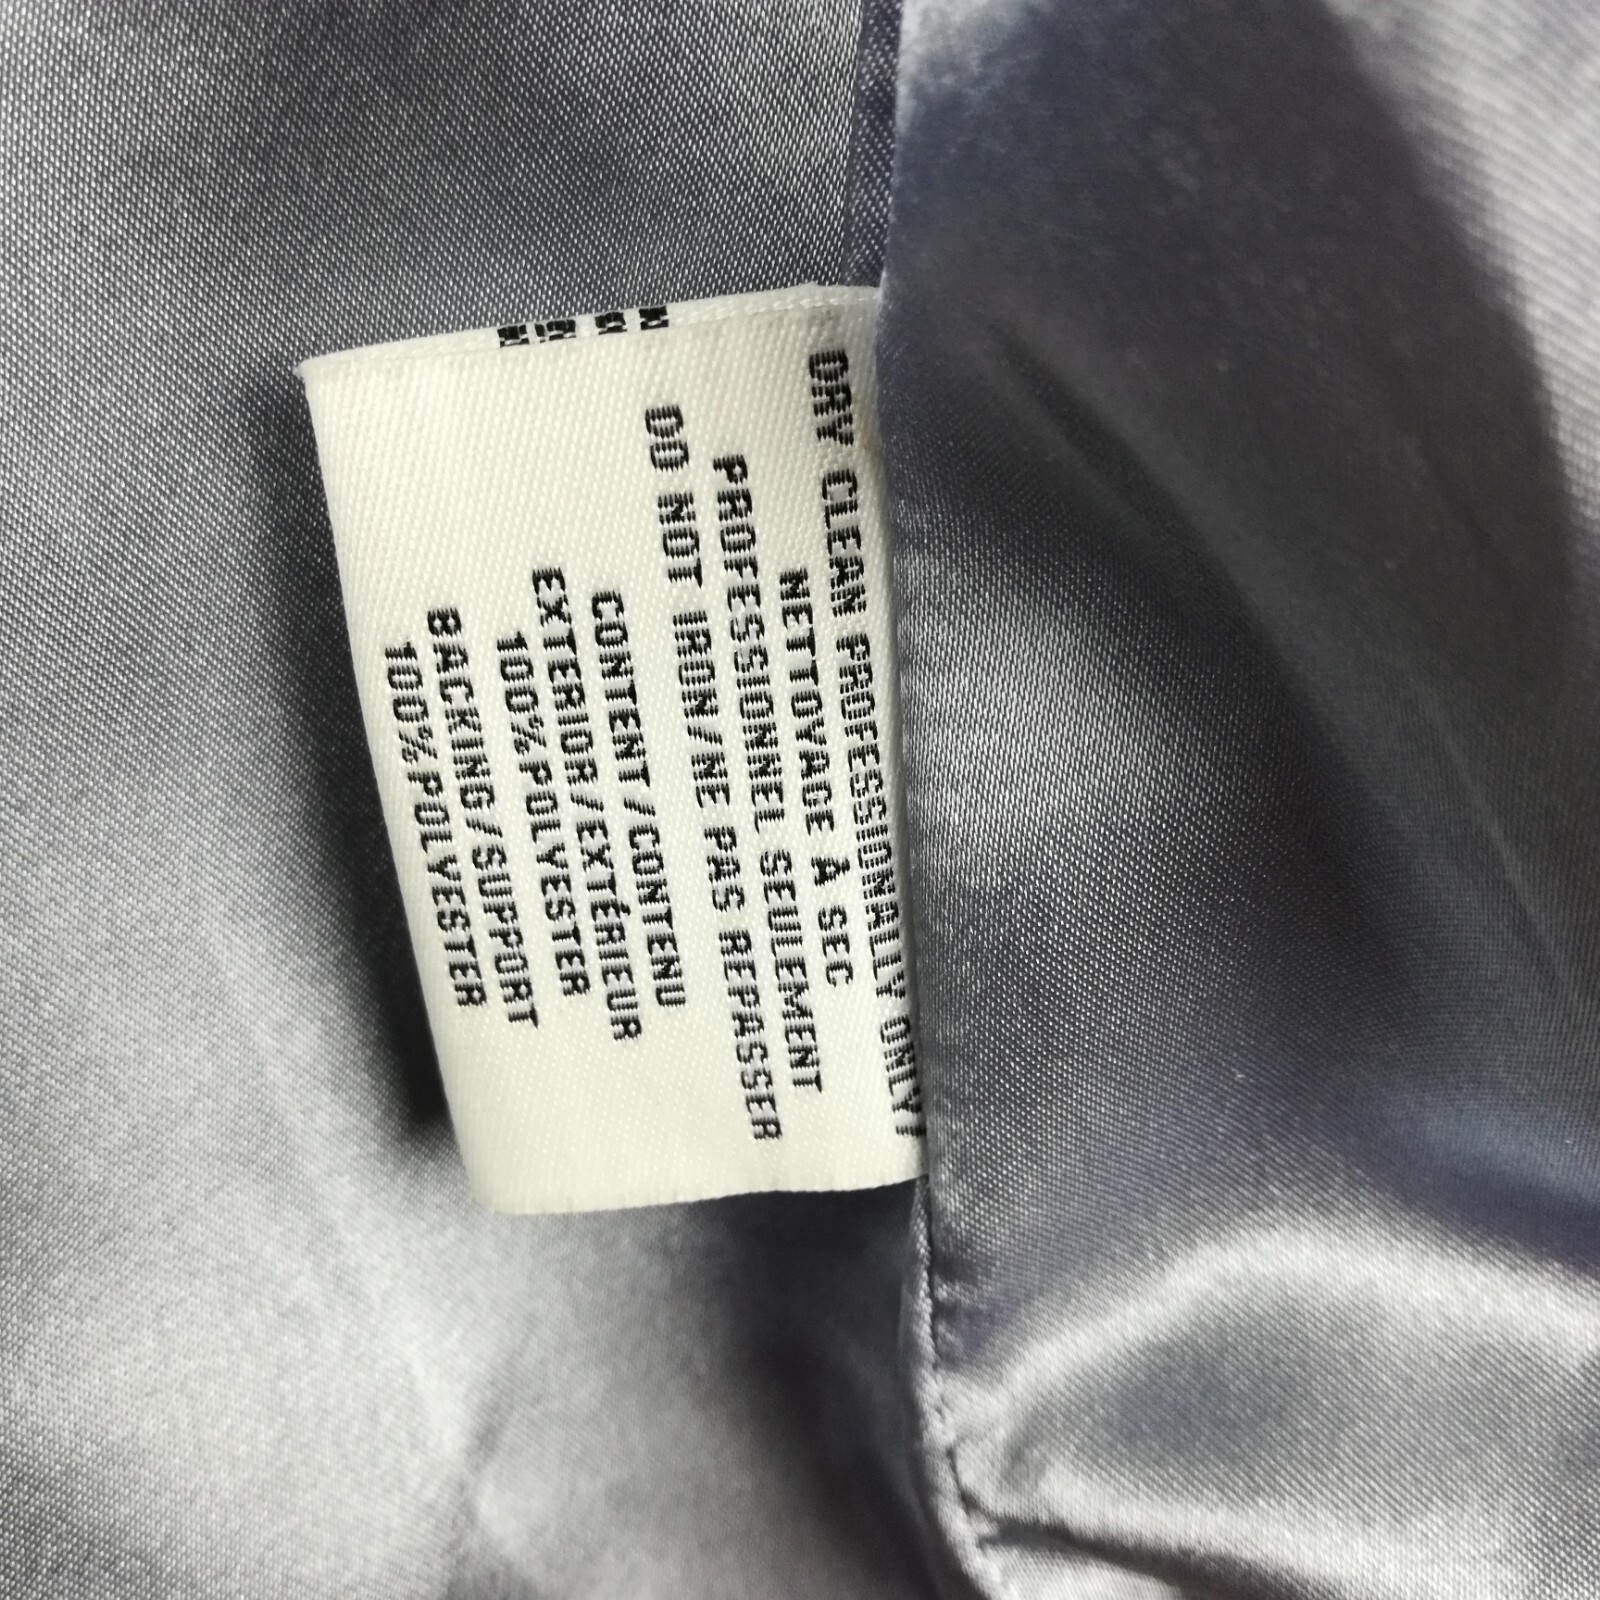 DRY CLEAN PROFESSIONALLY ONLY/
NETTOYAGE À SEC
PROFESSIONNEL SEULEMENT
DO NOT IRON/NE PAS REPASSER
CONTENT/CONTENU
EXTERIOR/EXTÉRIEUR
100% POLYESTER
BACKING/SUPPORT
100% POLYESTER